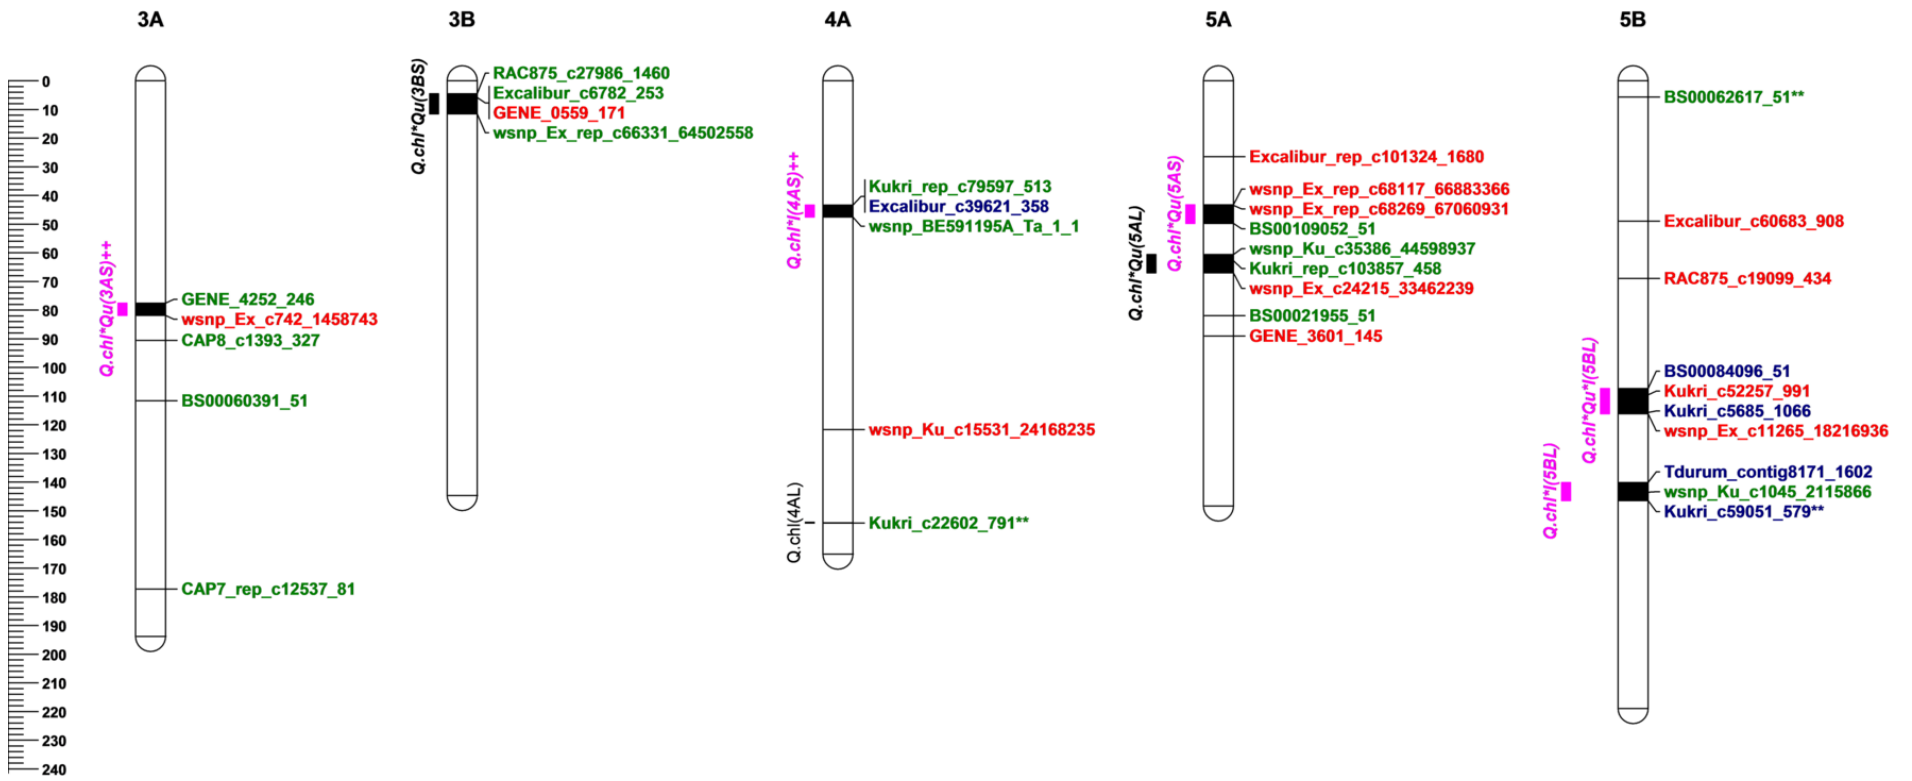 3A
3B
4A
5A
5B
0
10
20
30
40
50
60
70
80
90
100
110
120
130
140
150
160
170
180
190
200
210
220
230
240
Q.chl*Qu(3AS)++
GENE_4252_246
wsnp_Ex_c742_1458743
CAP8_c1393_327
BS00060391_51
CAP7_rep_c12537_81
Q.chl*Qu(3BS)
RAC875_c27986_1460
Excalibur_c6782_253
GENE_0559_171
wsnp_Ex_rep_c66331_64502558
Q.chl*I(4AS)++
Kukri_rep_c79597_513
Excalibur_c39621_358
wsnp_BE591195A_Ta_1_1
wsnp_Ku_c15531_24168235
Q.chl(4AL)
Kukri_c22602_791**
Q.chl*Qu(5AL)
Q.chl*Qu(5AS)
Excalibur_rep_c101324_1680
wsnp_Ex_rep_c68117_66883366
wsnp_Ex_rep_c68269_67060931
BS00109052_51
wsnp_Ku_c35386_44598937
Kukri_rep_c103857_458
wsnp_Ex_c24215_33462239
BS00021955_51
GENE_3601_145
Q.chl*I(5BL)
Q.chl*Qu*I(5BL)
BS00062617_51**
Excalibur_c60683_908
RAC875_c19099_434
BS00084096_51
Kukri_c52257_991
Kukri_c5685_1066
wsnp_Ex_c11265_18216936
Tdurum_contig8171_1602
wsnp_Ku_c1045_2115866
Kukri_c59051_579**